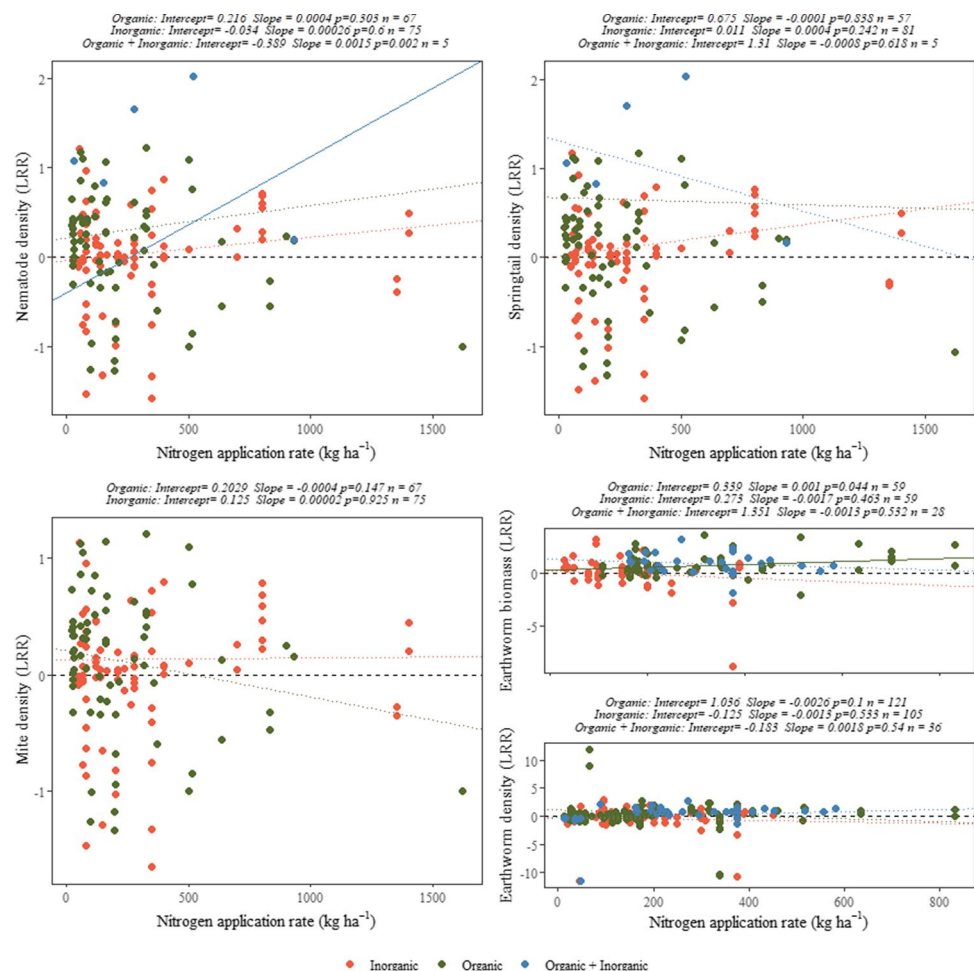 Organic: Intercept= 0.216 Slope = 0.0004 p=0.303 n = 67
Inorganic: Intercept= -0.034 Slope = 0.00026 p=0.6 n = 75
Organic + Inorganic: Intercept= -0.389 Slope = 0.0015 p=0.002 n = 5
Nematode density (LRR)
2
1
0
-1
0 500 1000 1500
Nitrogen application rate (kg ha⁻¹)
Organic: Intercept= 0.675 Slope = -0.0001 p=0.838 n = 57
Inorganic: Intercept= 0.011 Slope = 0.0004 p=0.242 n = 81
Organic + Inorganic: Intercept= 1.31 Slope = -0.0008 p=0.618 n = 5
Springtail density (LRR)
2
1
0
-1
0 500 1000 1500
Nitrogen application rate (kg ha⁻¹)
Organic: Intercept= 0.2029 Slope = -0.0004 p=0.147 n = 67
Inorganic: Intercept= 0.125 Slope = 0.00002 p=0.925 n = 75
Mite density (LRR)
1
0
-1
0 500 1000 1500
Nitrogen application rate (kg ha⁻¹)
Organic: Intercept= 0.339 Slope = 0.001 p=0.044 n = 59
Inorganic: Intercept= 0.273 Slope = -0.0017 p=0.463 n = 59
Organic + Inorganic: Intercept= 1.351 Slope = -0.0013 p=0.532 n = 28
Earthworm biomass (LRR)
0
-5
Organic: Intercept= 1.036 Slope = -0.0026 p=0.1 n = 121
Inorganic: Intercept= -0.125 Slope = -0.0013 p=0.533 n = 105
Organic + Inorganic: Intercept= -0.183 Slope = 0.0018 p=0.54 n = 36
Earthworm density (LRR)
10
5
0
-5
-10
0 200 400 600 800
Nitrogen application rate (kg ha⁻¹)
Inorganic Organic Organic + Inorganic